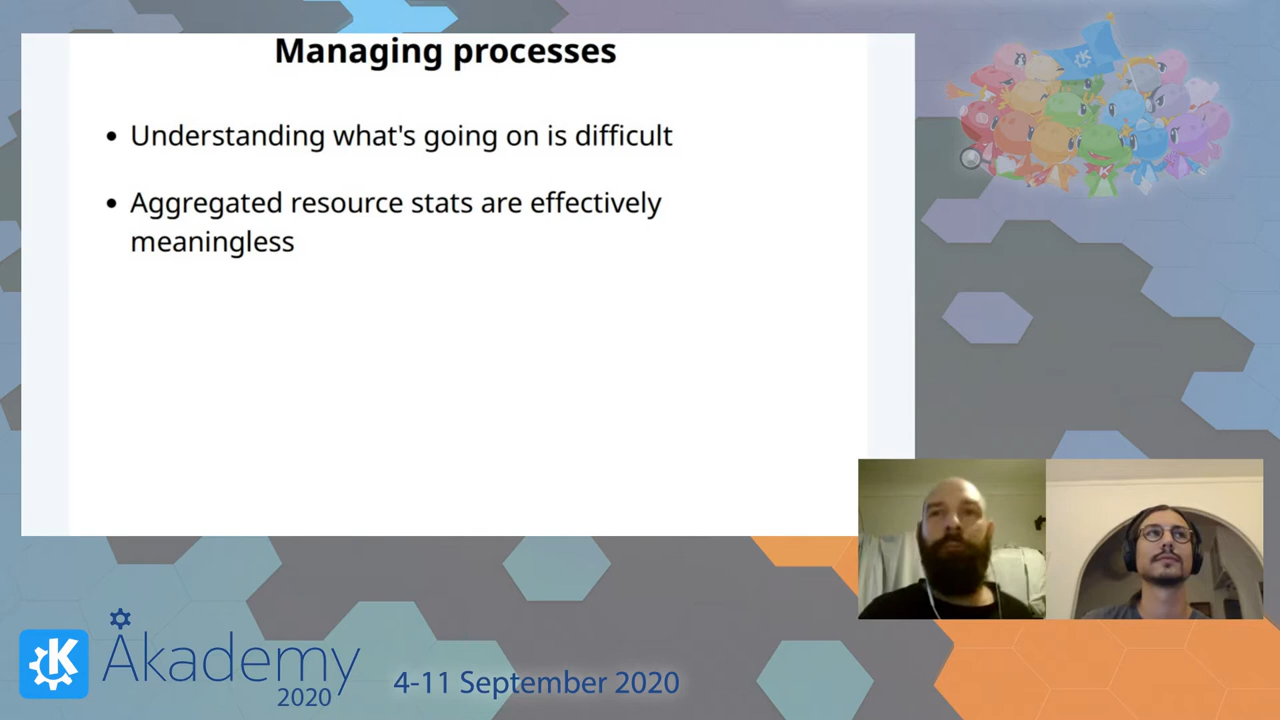 Managing processes
• Understanding what's going on is difficult
• Aggregated resource stats are effectively
meaningless
K
Akademy
2020
4-11 September 2020